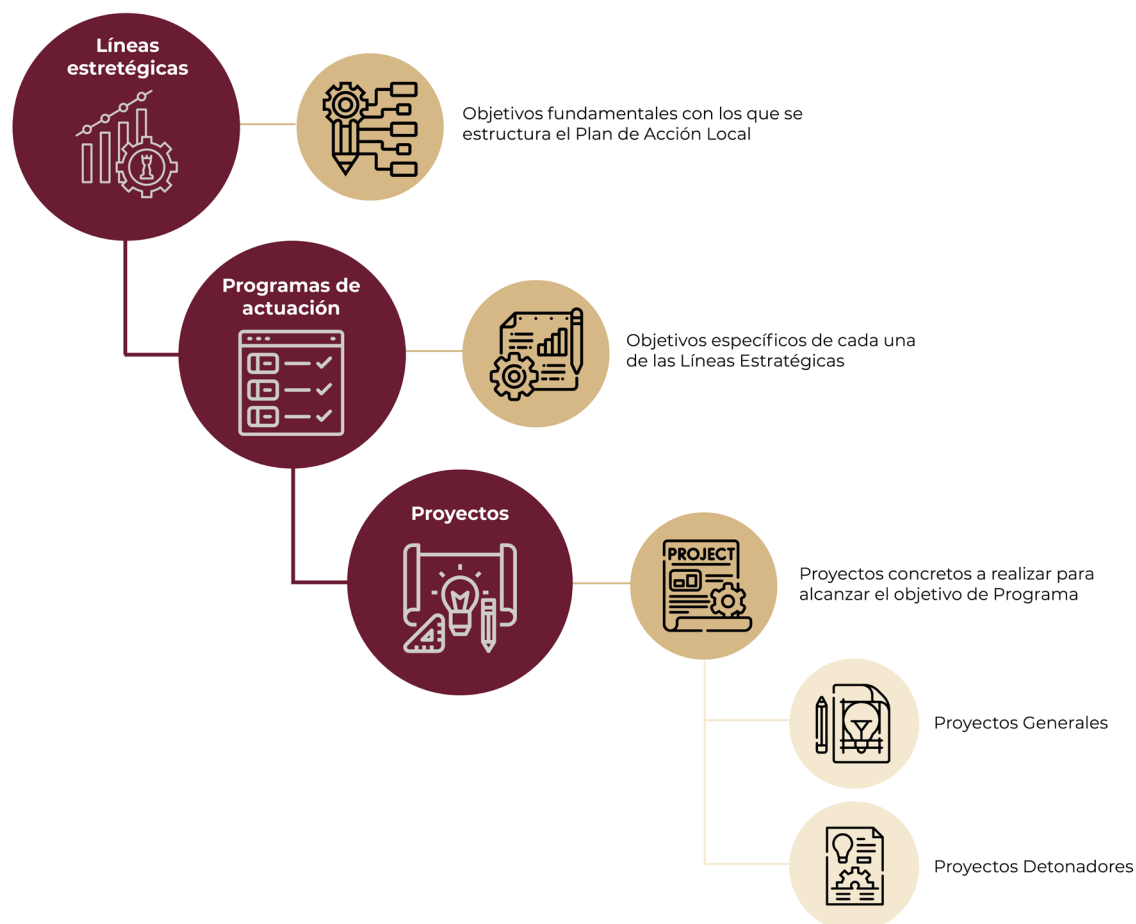 Líneas
estretégicas
Objetivos fundamentales con los que se
estructura el Plan de Acción Local
Programas de
actuación
Objetivos específicos de cada una
de las Líneas Estratégicas
Proyectos
PROJECT
Proyectos concretos a realizar para
alcanzar el objetivo de Programa
Proyectos Generales
Proyectos Detonadores